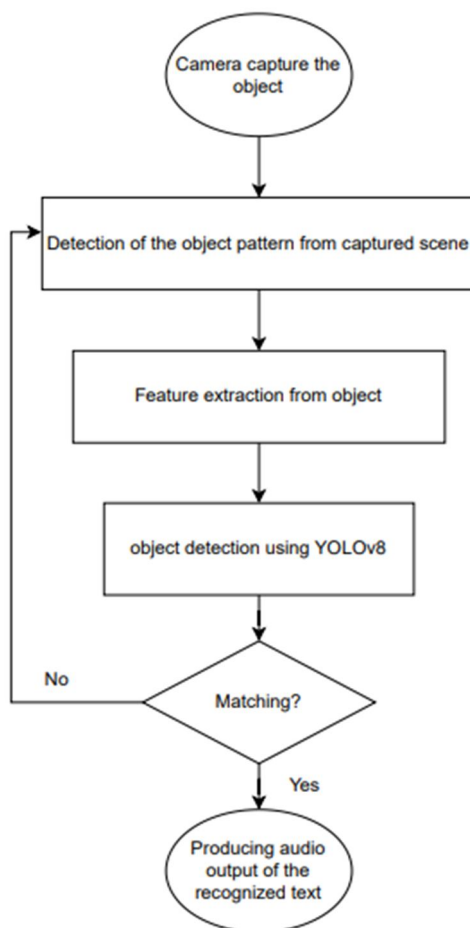 Camera capture the
object
Detection of the object pattern from captured scene
Feature extraction from object
object detection using YOLOv8
Matching?
No
Yes
Producing audio
output of the
recognized text